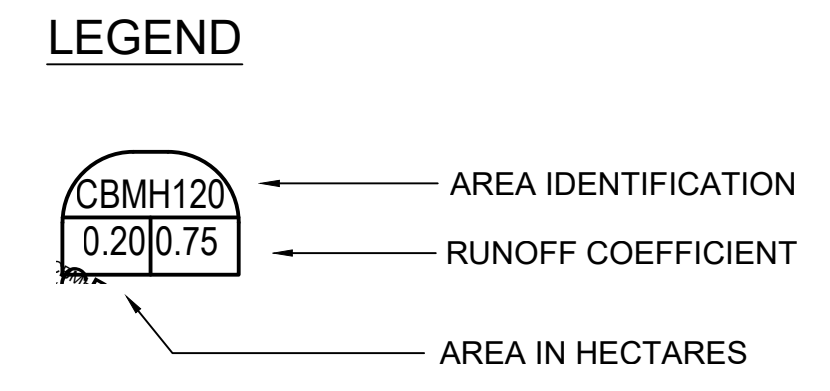 LEGEND
CBMH120
AREA IDENTIFICATION
0.20 0.75
RUNOFF COEFFICIENT
AREA IN HECTARES